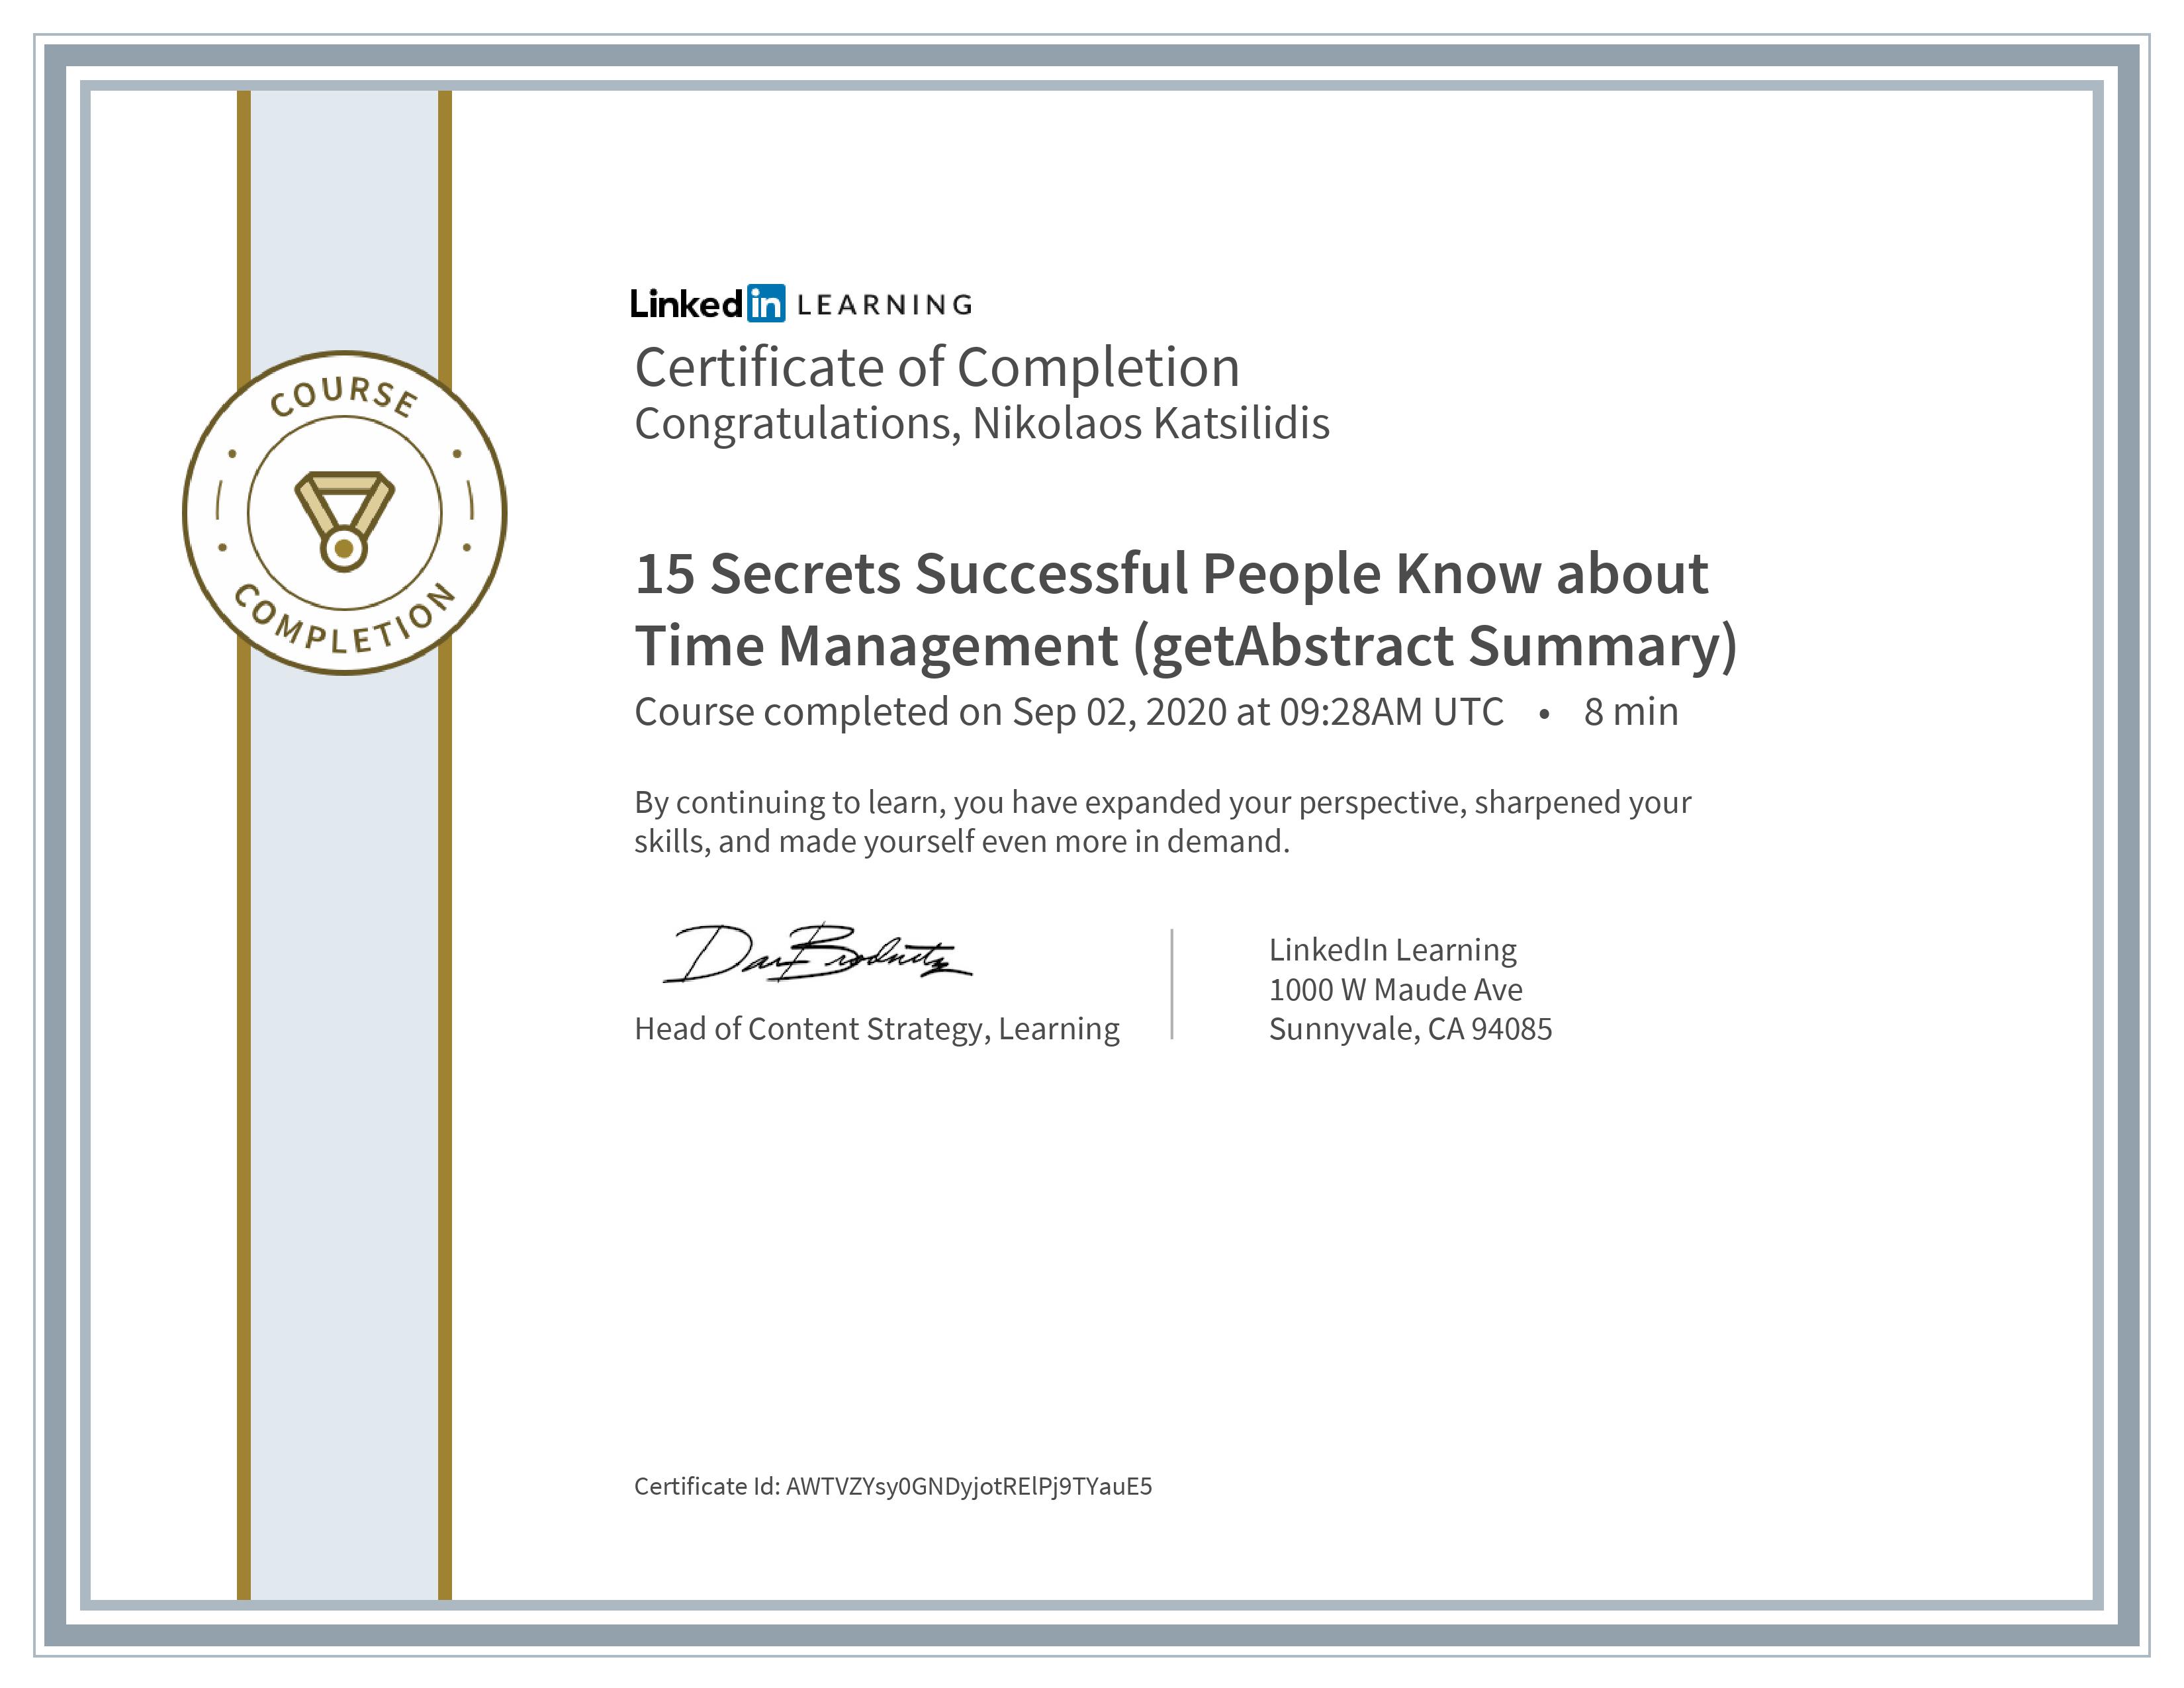 COURSE
COMPLETION
Linked in LEARNING
Certificate of Completion
Congratulations, Nikolaos Katsilidis
15 Secrets Successful People Know about
Time Management (getAbstract Summary)
Course completed on Sep 02, 2020 at 09:28AM UTC • 8 min
By continuing to learn, you have expanded your perspective, sharpened your
skills, and made yourself even more in demand.
Head of Content Strategy, Learning
LinkedIn Learning
1000 W Maude Ave
Sunnyvale, CA 94085
Certificate Id: AWTVZYsy0GNDyjotRElPj9TYauE5